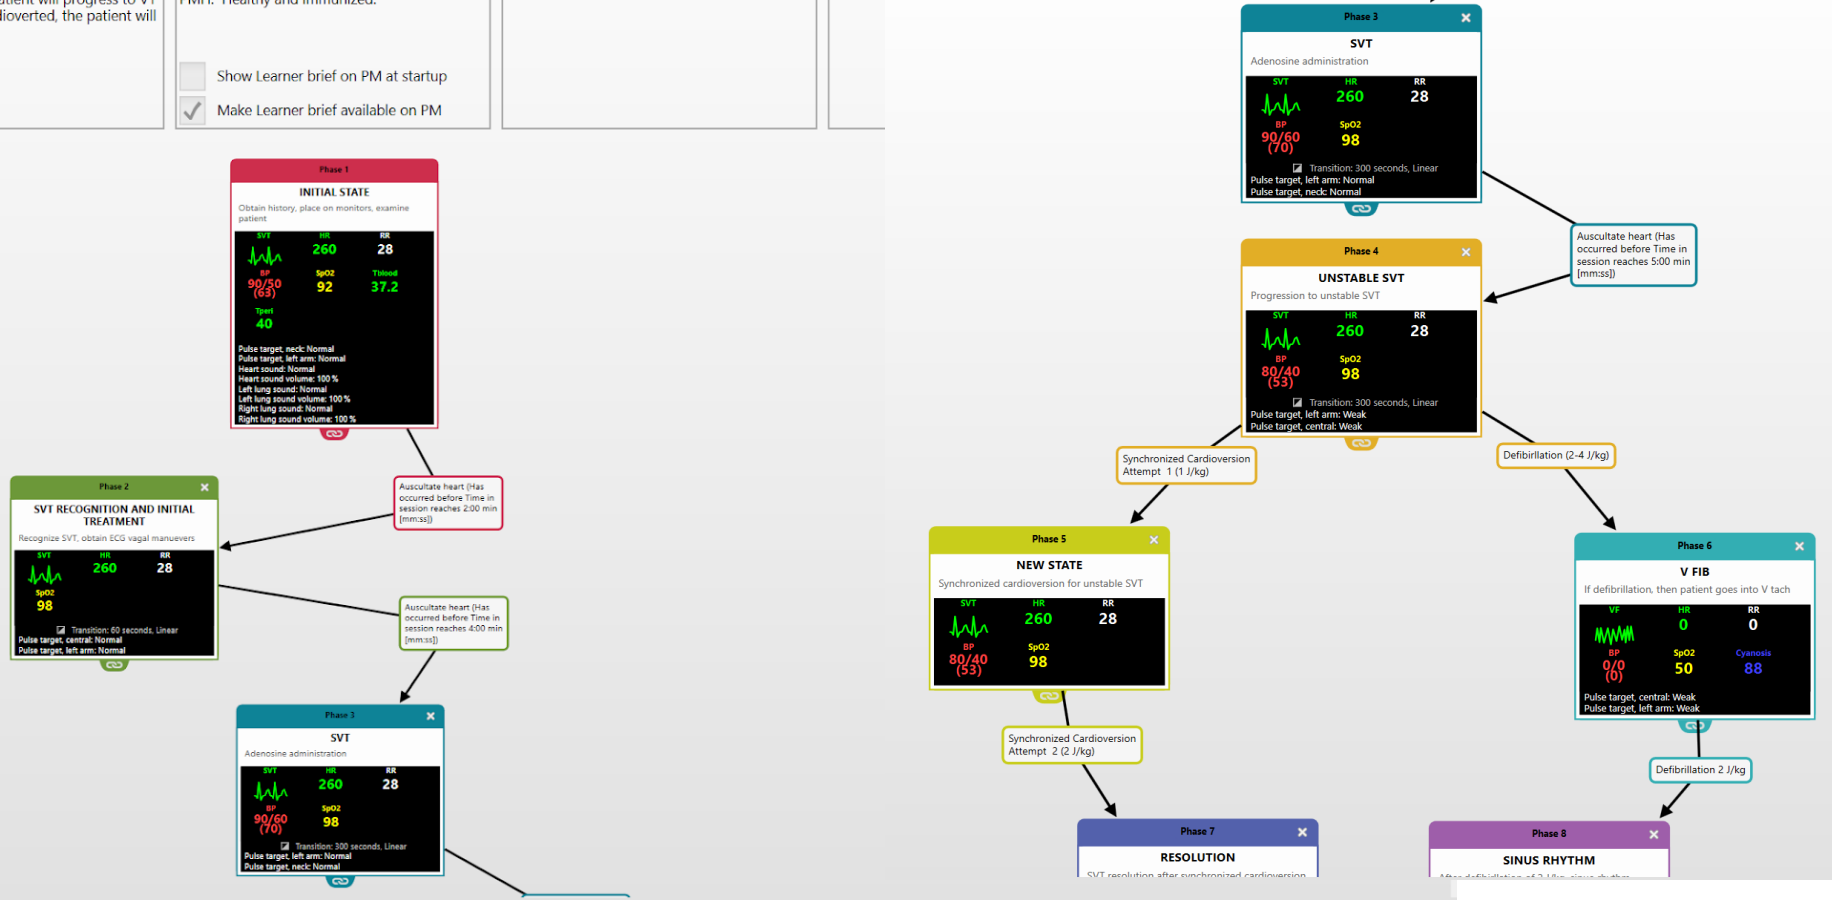 atient will progress to VT
dioverted, the patient will
PMH: Healthy and immunized.
Show Learner brief on PM at startup
Make Learner brief available on PM
Phase 1
INITIAL STATE
Obtain history, place on monitors, examine
patient
SVT HR RR
260 28
BP SpO2 Tblood
90/50 92 37.2
(63)
Tperi
40
Pulse target, neck: Normal
Pulse target, left arm: Normal
Heart sound: Normal
Heart sound volume: 100 %
Left lung sound: Normal
Left lung sound volume: 100 %
Right lung sound: Normal
Right lung sound volume: 100 %
Auscultate heart (Has
occurred before Time in
session reaches 2:00 min
[mm:ss])
Phase 2
SVT RECOGNITION AND INITIAL
TREATMENT
Recognize SVT, obtain ECG vagal manuevers
SVT HR RR
260 28
SpO2
98
Transition: 60 seconds, Linear
Pulse target, central: Normal
Pulse target, left arm: Normal
Auscultate heart (Has
occurred before Time in
session reaches 4:00 min
[mm:ss])
Phase 3
SVT
Adenosine administration
SVT HR RR
260 28
BP SpO2
90/60 98
(70)
Transition: 300 seconds, Linear
Pulse target, left arm: Normal
Pulse target, neck: Normal
Phase 3
SVT
Adenosine administration
SVT HR RR
260 28
BP SpO2
90/60 98
(70)
Transition: 300 seconds, Linear
Pulse target, left arm: Normal
Pulse target, neck: Normal
Auscultate heart (Has
occurred before Time in
session reaches 5:00 min
[mm:ss])
Phase 4
UNSTABLE SVT
Progression to unstable SVT
SVT HR RR
260 28
BP SpO2
80/40 98
(53)
Transition: 300 seconds, Linear
Pulse target, left arm: Weak
Pulse target, central: Weak
Synchronized Cardioversion
Attempt 1 (1 J/kg)
Defibirllation (2-4 J/kg)
Phase 5
NEW STATE
Synchronized cardioversion for unstable SVT
SVT HR RR
260 28
BP SpO2
80/40 98
(53)
Phase 6
V FIB
If defibrillation, then patient goes into V tach
VF HR RR
0 0
BP SpO2 Cyanosis
0/0 50 88
(0)
Pulse target, central: Weak
Pulse target, left arm: Weak
Synchronized Cardioversion
Attempt 2 (2 J/kg)
Defibrillation 2 J/kg
Phase 7
RESOLUTION
SVT resolution after synchronized cardioversion
Phase 8
SINUS RHYTHM
After defibrillation of 2 J/kg, sinus rhythm